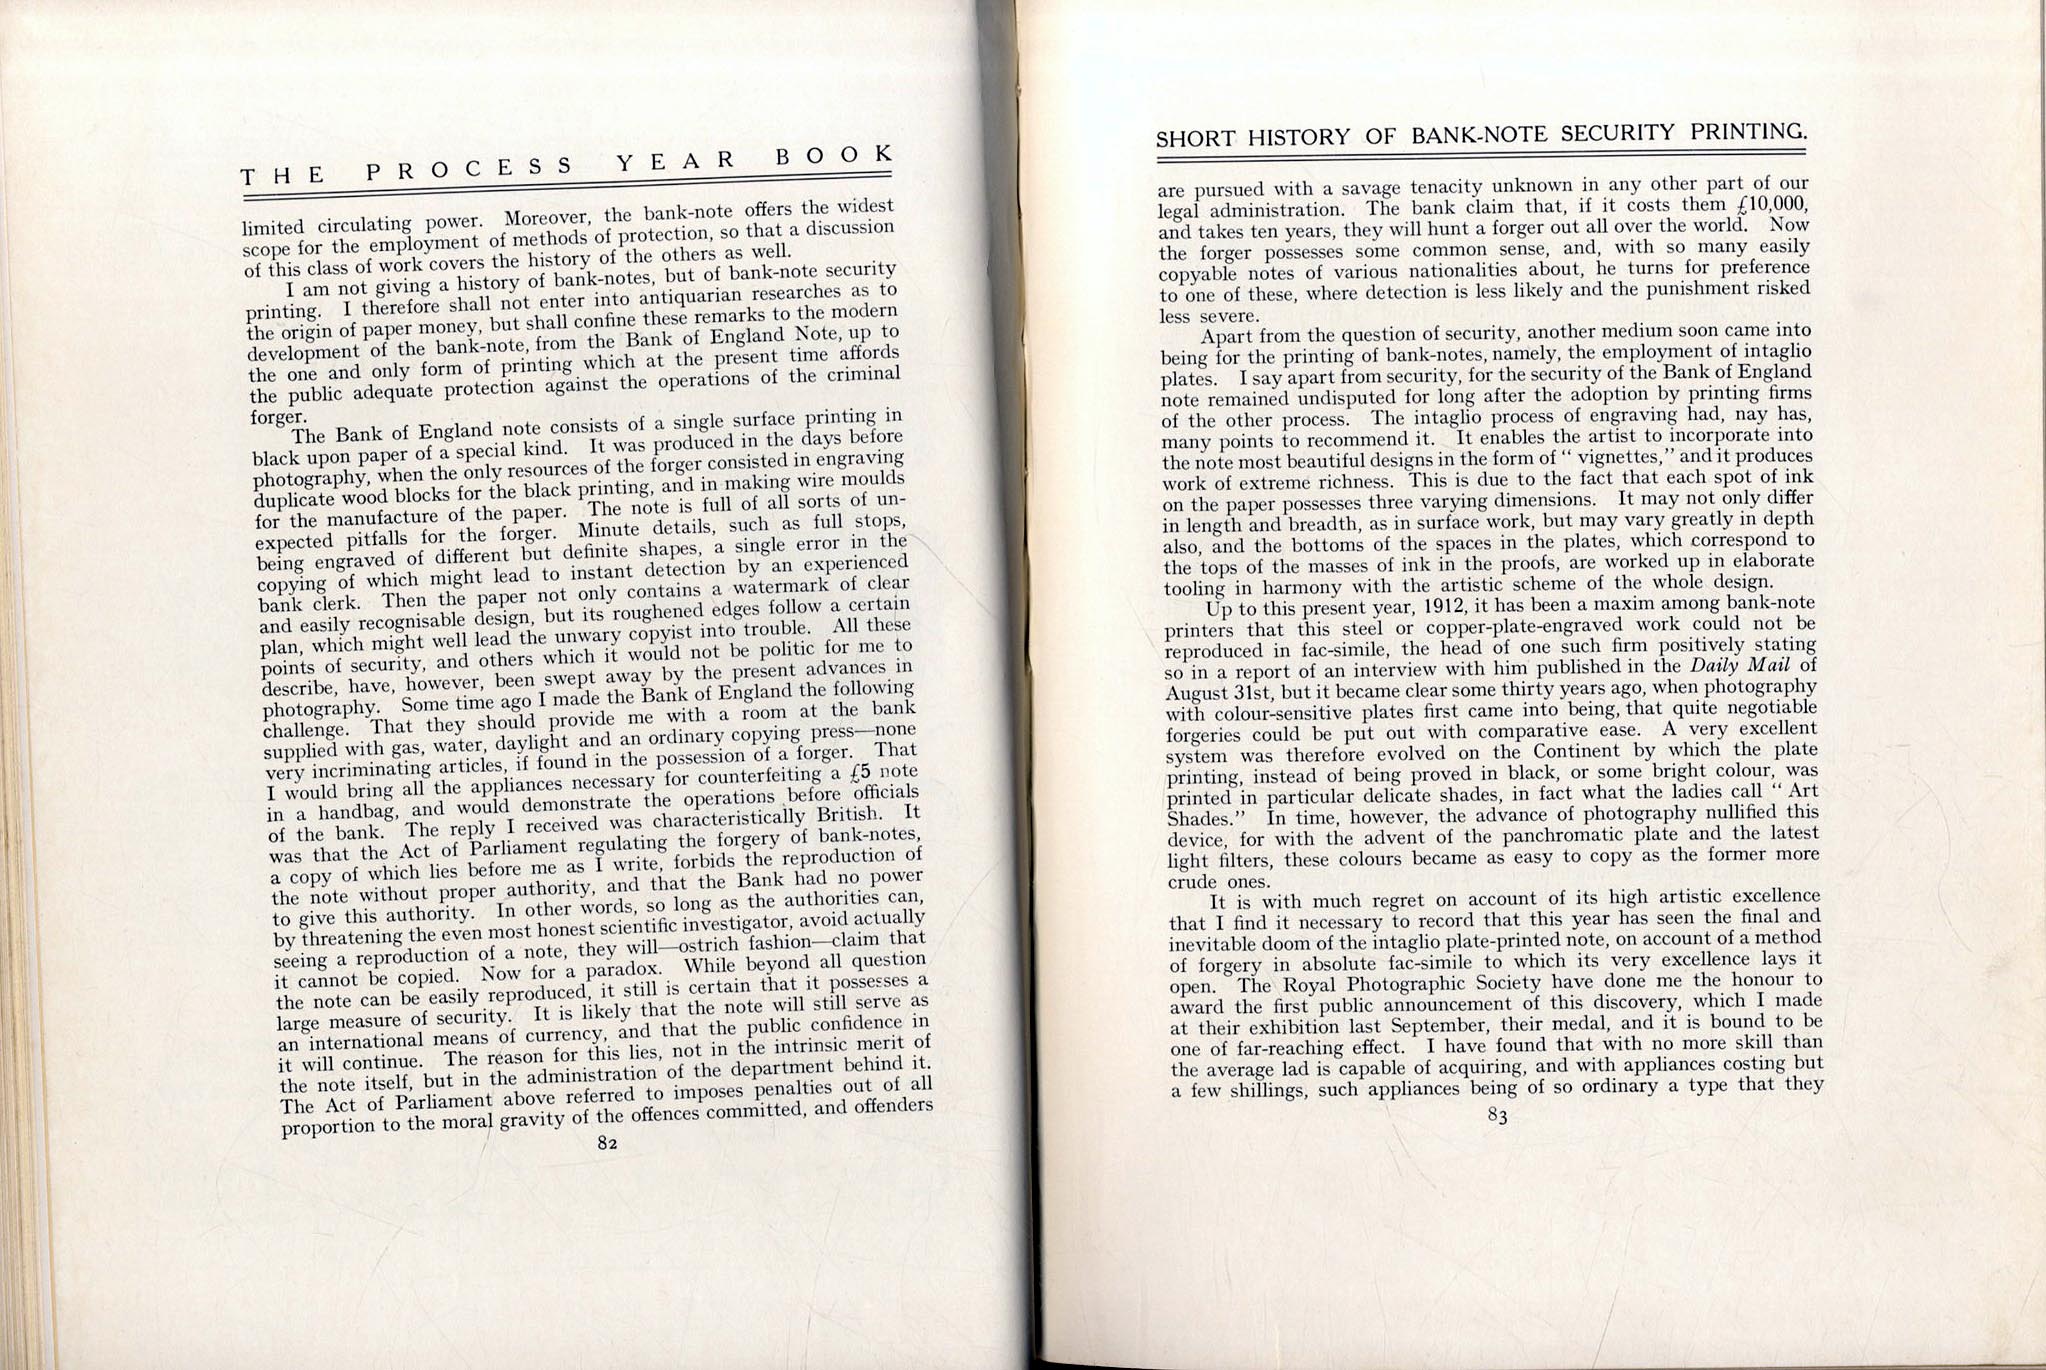 THE PROCESS YEAR BOOK
limited circulating power. Moreover, the bank-note offers the widest
scope for the employment of methods of protection, so that a discussion
of this class of work covers the history of the others as well.
I am not giving a history of bank-notes, but of bank-note security
printing. I therefore shall not enter into antiquarian researches as to
the origin of paper money, but shall confine these remarks to the modern
development of the bank-note, from the Bank of England Note, up to
the one and only form of printing which at the present time affords
the public adequate protection against the operations of the criminal
forger.
The Bank of England note consists of a single surface printing in
black upon paper of a special kind. It was produced in the days before
photography, when the only resources of the forger consisted in engraving
duplicate wood blocks for the black printing, and in making wire moulds
for the manufacture of the paper. The note is full of all sorts of un-
expected pitfalls for the forger. Minute details, such as full stops,
being engraved of different but definite shapes, a single error in the
copying of which might lead to instant detection by an experienced
bank clerk. Then the paper not only contains a watermark of clear
and easily recognisable design, but its roughened edges follow a certain
plan, which might well lead the unwary copyist into trouble. All these
points of security, and others which it would not be politic for me to
describe, have, however, been swept away by the present advances in
photography. Some time ago I made the Bank of England the following
challenge. That they should provide me with a room at the bank
supplied with gas, water, daylight and an ordinary copying press—none
very incriminating articles, if found in the possession of a forger. That
I would bring all the appliances necessary for counterfeiting a £5 note
in a handbag, and would demonstrate the operations before officials
of the bank. The reply I received was characteristically British. It
was that the Act of Parliament regulating the forgery of bank-notes,
a copy of which lies before me as I write, forbids the reproduction of
the note without proper authority, and that the Bank had no power
to give this authority. In other words, so long as the authorities can,
by threatening the even most honest scientific investigator, avoid actually
seeing a reproduction of a note, they will—ostrich fashion—claim that
it cannot be copied. Now for a paradox. While beyond all question
the note can be easily reproduced, it still is certain that it possesses a
large measure of security. It is likely that the note will still serve as
an international means of currency, and that the public confidence in
it will continue. The reason for this lies, not in the intrinsic merit of
the note itself, but in the administration of the department behind it.
The Act of Parliament above referred to imposes penalties out of all
proportion to the moral gravity of the offences committed, and offenders
82
SHORT HISTORY OF BANK-NOTE SECURITY PRINTING.
are pursued with a savage tenacity unknown in any other part of our
legal administration. The bank claim that, if it costs them £10,000,
and takes ten years, they will hunt a forger out all over the world. Now
the forger possesses some common sense, and, with so many easily
copyable notes of various nationalities about, he turns for preference
to one of these, where detection is less likely and the punishment risked
less severe.
Apart from the question of security, another medium soon came into
being for the printing of bank-notes, namely, the employment of intaglio
plates. I say apart from security, for the security of the Bank of England
note remained undisputed for long after the adoption by printing firms
of the other process. The intaglio process of engraving had, nay has,
many points to recommend it. It enables the artist to incorporate into
the note most beautiful designs in the form of " vignettes," and it produces
work of extreme richness. This is due to the fact that each spot of ink
on the paper possesses three varying dimensions. It may not only differ
in length and breadth, as in surface work, but may vary greatly in depth
also, and the bottoms of the spaces in the plates, which correspond to
the tops of the masses of ink in the proofs, are worked up in elaborate
tooling in harmony with the artistic scheme of the whole design.
Up to this present year, 1912, it has been a maxim among bank-note
printers that this steel or copper-plate-engraved work could not be
reproduced in fac-simile, the head of one such firm positively stating
so in a report of an interview with him published in the Daily Mail of
August 31st, but it became clear some thirty years ago, when photography
with colour-sensitive plates first came into being, that quite negotiable
forgeries could be put out with comparative ease. A very excellent
system was therefore evolved on the Continent by which the plate
printing, instead of being proved in black, or some bright colour, was
printed in particular delicate shades, in fact what the ladies call " Art
Shades." In time, however, the advance of photography nullified this
device, for with the advent of the panchromatic plate and the latest
light filters, these colours became as easy to copy as the former more
crude ones.
It is with much regret on account of its high artistic excellence
that I find it necessary to record that this year has seen the final and
inevitable doom of the intaglio plate-printed note, on account of a method
of forgery in absolute fac-simile to which its very excellence lays it
open. The Royal Photographic Society have done me the honour to
award the first public announcement of this discovery, which I made
at their exhibition last September, their medal, and it is bound to be
one of far-reaching effect. I have found that with no more skill than
the average lad is capable of acquiring, and with appliances costing but
a few shillings, such appliances being of so ordinary a type that they
83